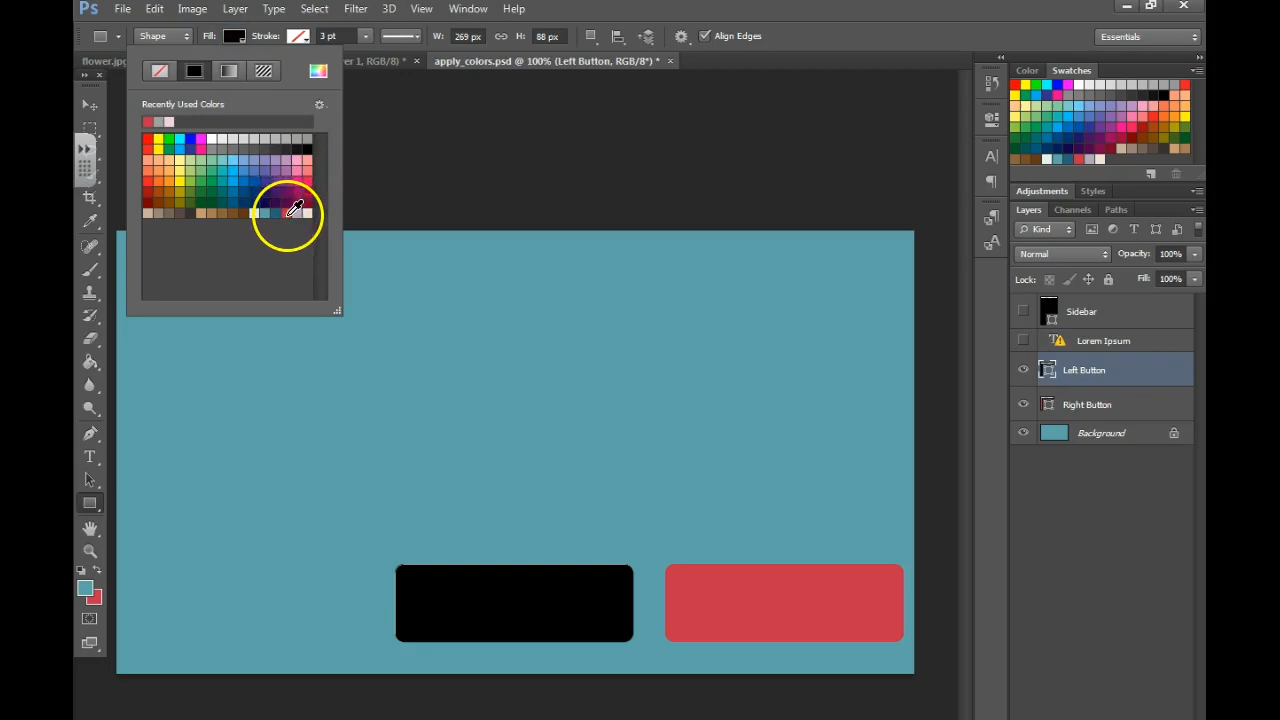 Ps File Edit Image Layer Type Select Filter 3D View Window Help
Shape Fill: Stroke: 3 pt W: 269 px H: 88 px Align Edges Essentials
flower.jpg er 1, RGB/8) * × apply_colors.psd @ 100% (Left Button, RGB/8*) * ×
Color Swatches
Recently Used Colors
Adjustments Styles
Layers Channels Paths
Kind
Normal Opacity: 100%
Lock: Fill: 100%
Sidebar
Lorem Ipsum
Left Button
Right Button
Background